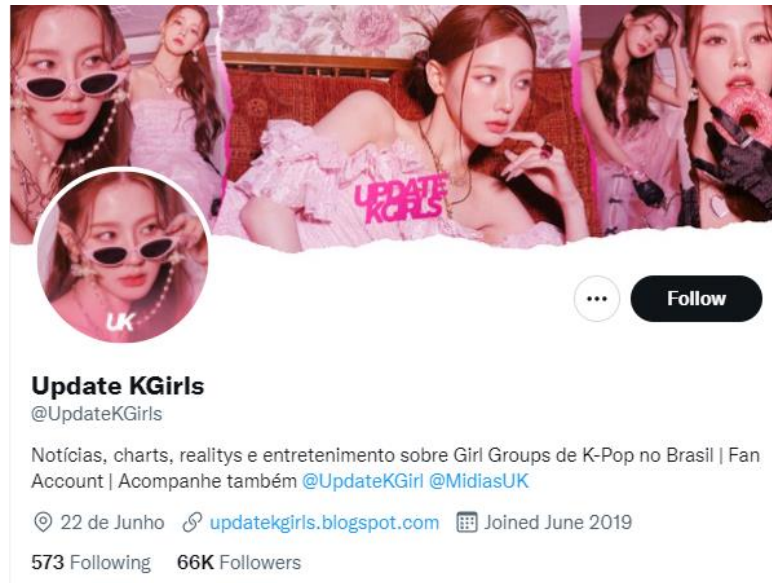 UPDATE
KGIRLS
UK
Follow
Update KGirls
@UpdateKGirls
Notícias, charts, realitys e entretenimento sobre Girl Groups de K-Pop no Brasil | Fan
Account | Acompanhe também @UpdateKGirl @MidiasUK
22 de Junho updatekgirls.blogspot.com Joined June 2019
573 Following 66K Followers